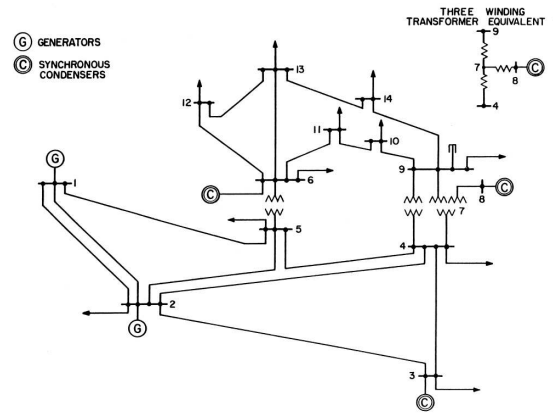 THREE WINDING
TRANSFORMER EQUIVALENT
9
7
C
8
4
G GENERATORS
C SYNCHRONOUS
CONDENSERS
13
14
12
11
10
G
9
1
C
6
C
8
7
5
4
2
G
3
C